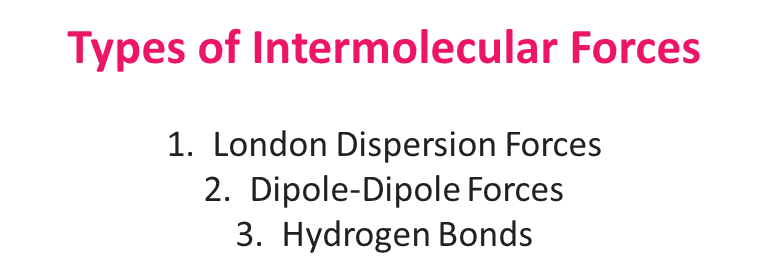 Types of Intermolecular Forces
1. London Dispersion Forces
2. Dipole-Dipole Forces
3. Hydrogen Bonds